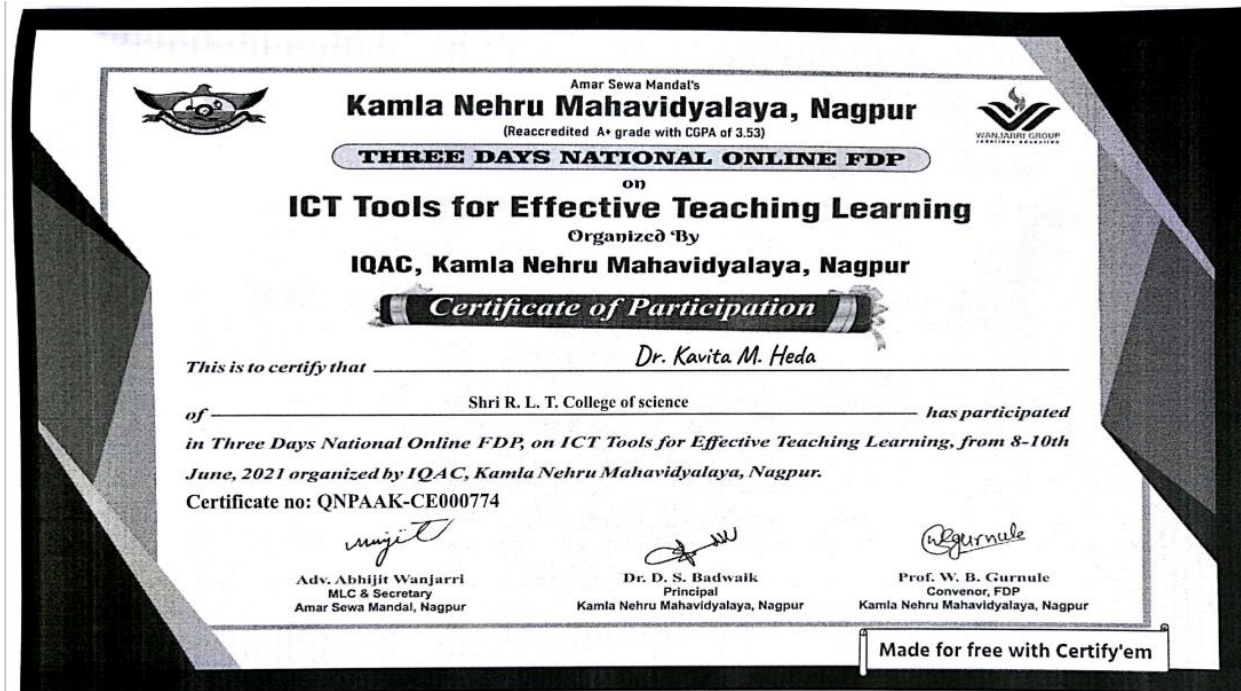 Amar Sewa Mandal's
Kamla Nehru Mahavidyalaya, Nagpur
(Reaccredited A+ grade with CGPA of 3.53)
WANJARRI GROUP
THREE DAYS NATIONAL ONLINE FDP
on
ICT Tools for Effective Teaching Learning
Organized By
IQAC, Kamla Nehru Mahavidyalaya, Nagpur
Certificate of Participation
This is to certify that Dr. Kavita M. Heda
of Shri R. L. T. College of science has participated
in Three Days National Online FDP, on ICT Tools for Effective Teaching Learning, from 8-10th
June, 2021 organized by IQAC, Kamla Nehru Mahavidyalaya, Nagpur.
Certificate no: QNPAAK-CE000774
Adv. Abhijit Wanjarri
MLC & Secretary
Amar Sewa Mandal, Nagpur
Dr. D. S. Badwaik
Principal
Kamla Nehru Mahavidyalaya, Nagpur
Prof. W. B. Gurnule
Convenor, FDP
Kamla Nehru Mahavidyalaya, Nagpur
Made for free with Certify'em